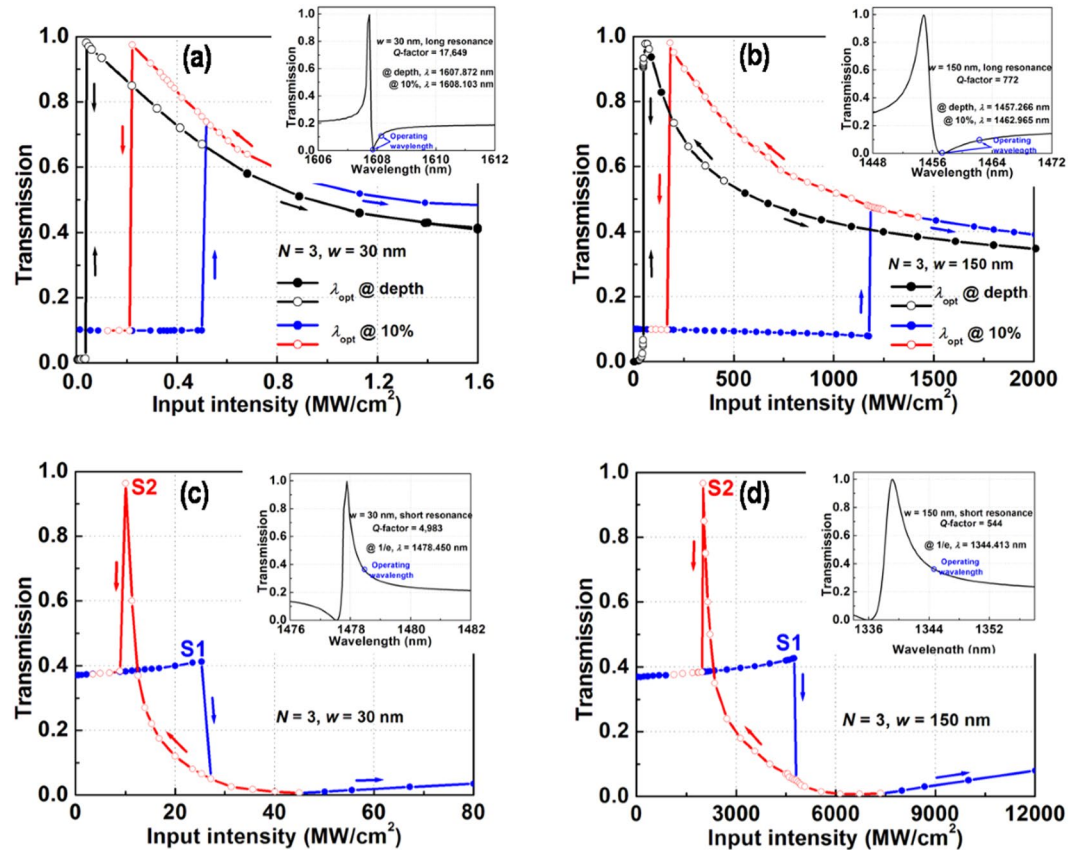 (a)
Transmission
1.0
0.8
0.6
0.4
0.2
0.0
0.0 0.4 0.8 1.2 1.6
Input intensity (MW/cm²)
N = 3, w = 30 nm
λopt @ depth
λopt @ 10%
Transmission
1.0
0.8
0.6
0.4
0.2
0.0
w = 30 nm, long resonance
Q-factor = 17,649
@ depth, λ = 1607.872 nm
@ 10%, λ = 1608.103 nm
Operating
wavelength
1606 1608 1610 1612
Wavelength (nm)
(b)
Transmission
1.0
0.8
0.6
0.4
0.2
0.0
0 500 1000 1500 2000
Input intensity (MW/cm²)
N = 3, w = 150 nm
λopt @ depth
λopt @ 10%
Transmission
1.0
0.8
0.6
0.4
0.2
0.0
w = 150 nm, long resonance
Q-factor = 772
@ depth, λ = 1457.266 nm
@ 10%, λ = 1462.965 nm
Operating
wavelength
1448 1456 1464 1472
Wavelength (nm)
(c)
Transmission
1.0
0.8
0.6
0.4
0.2
0.0
S2
S1
N = 3, w = 30 nm
0 20 40 60 80
Input intensity (MW/cm²)
Transmission
1.0
0.8
0.6
0.4
0.2
0.0
w = 30 nm, short resonance
Q-factor = 4,983
@ 1/e, λ = 1478.450 nm
Operating
wavelength
1476 1478 1480 1482
Wavelength (nm)
(d)
Transmission
1.0
0.8
0.6
0.4
0.2
0.0
S2
S1
N = 3, w = 150 nm
0 3000 6000 9000 12000
Input intensity (MW/cm²)
Transmission
1.0
0.8
0.6
0.4
0.2
0.0
w = 150 nm, short resonance
Q-factor = 544
@ 1/e, λ = 1344.413 nm
Operating
wavelength
1336 1344 1352
Wavelength (nm)